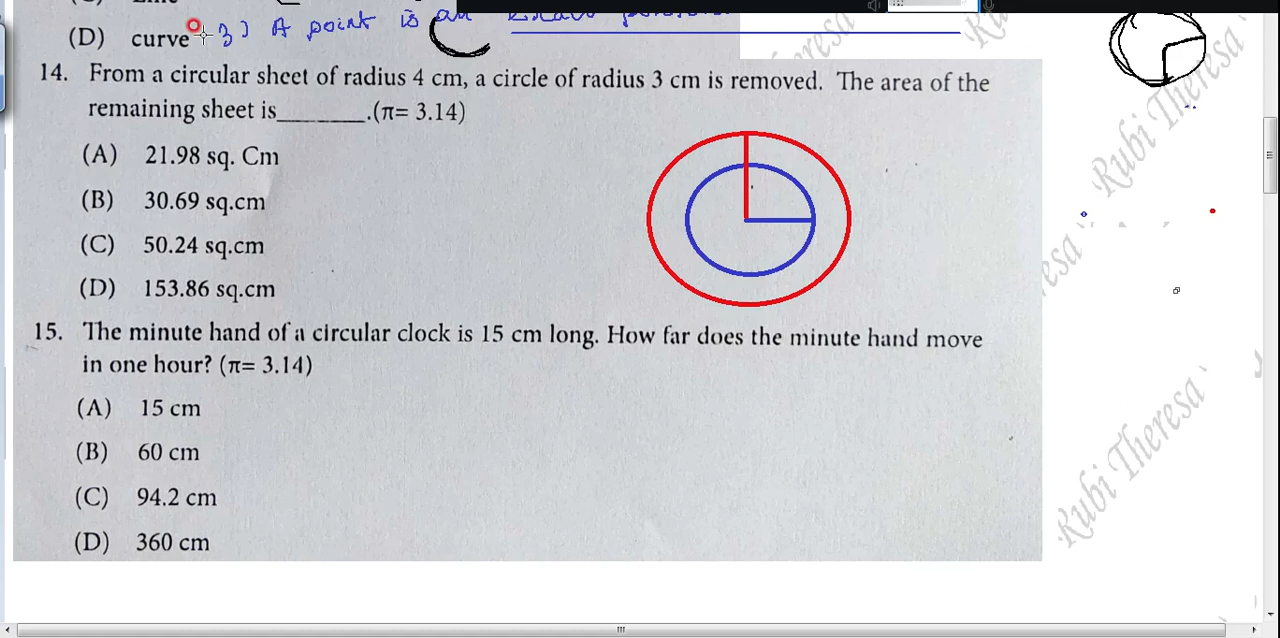 (D) curve 3) A point is an
14. From a circular sheet of radius 4 cm, a circle of radius 3 cm is removed. The area of the
remaining sheet is________.(π= 3.14)
(A) 21.98 sq. Cm
(B) 30.69 sq.cm
(C) 50.24 sq.cm
(D) 153.86 sq.cm
15. The minute hand of a circular clock is 15 cm long. How far does the minute hand move
in one hour? (π= 3.14)
(A) 15 cm
(B) 60 cm
(C) 94.2 cm
(D) 360 cm
Rubi Theresa
Rubi Theresa